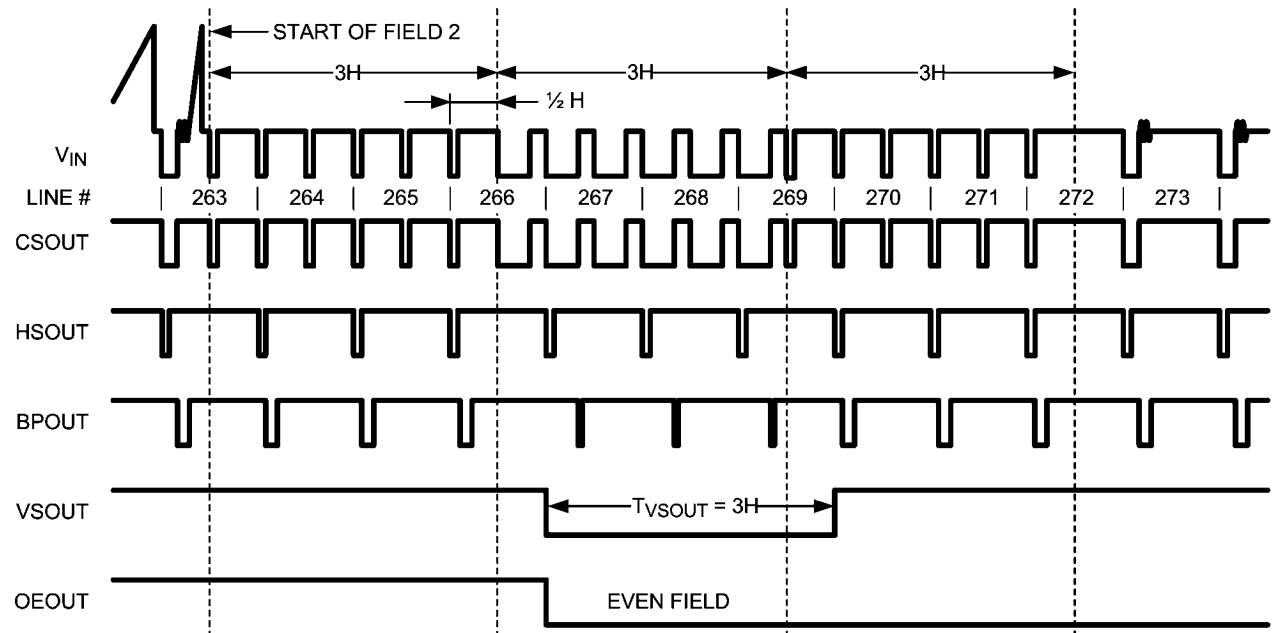 START OF FIELD 2
3H 3H 3H
½ H
VIN
LINE # 263 264 265 266 267 268 269 270 271 272 273
CSOUT
HSOUT
BPOUT
VSOUT TVSOUT = 3H
OEOUT EVEN FIELD